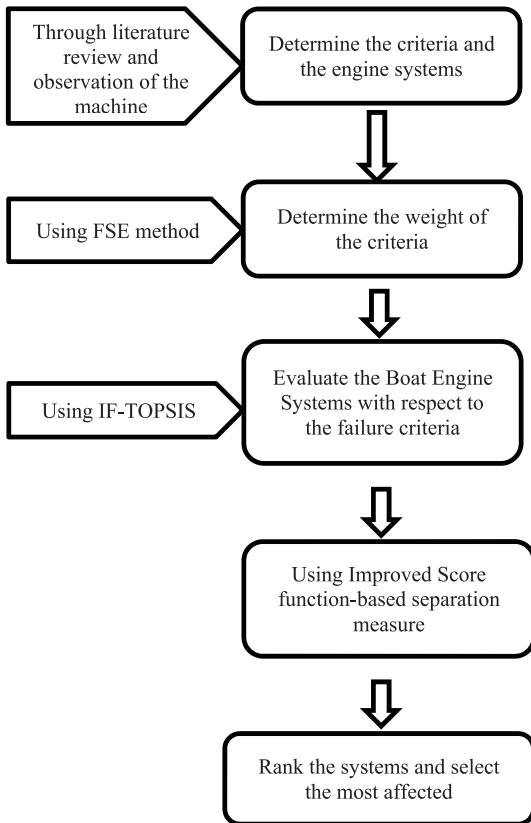 Through literature
review and
observation of the
machine
Determine the criteria and
the engine systems
Using FSE method
Determine the weight of
the criteria
Using IF-TOPSIS
Evaluate the Boat Engine
Systems with respect to
the failure criteria
Using Improved Score
function-based separation
measure
Rank the systems and select
the most affected